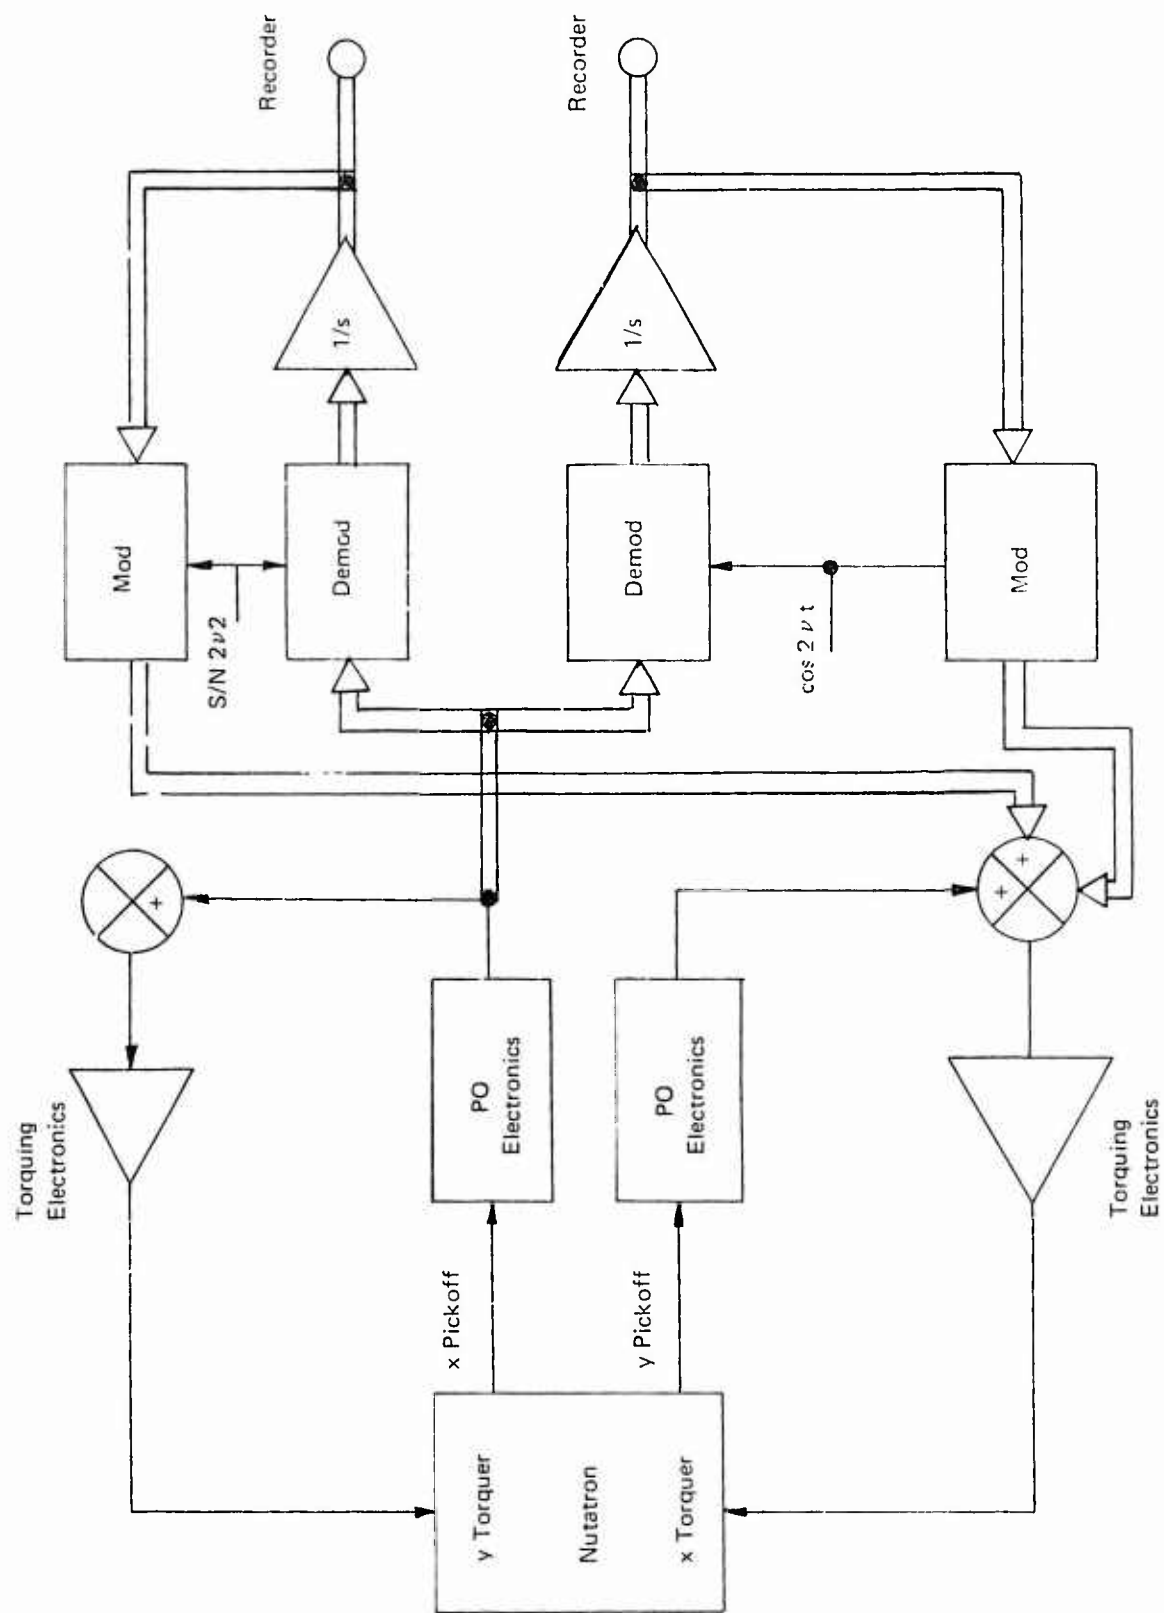 Recorder
Recorder
1/s
1/s
Mod
S/N 2ν2
Demod
Demod
cos 2 ν t
Mod
+
+
+
Torquing
Electronics
PO
Electronics
PO
Electronics
Torquing
Electronics
x Pickoff
y Pickoff
y Torquer
Nutatron
x Torquer